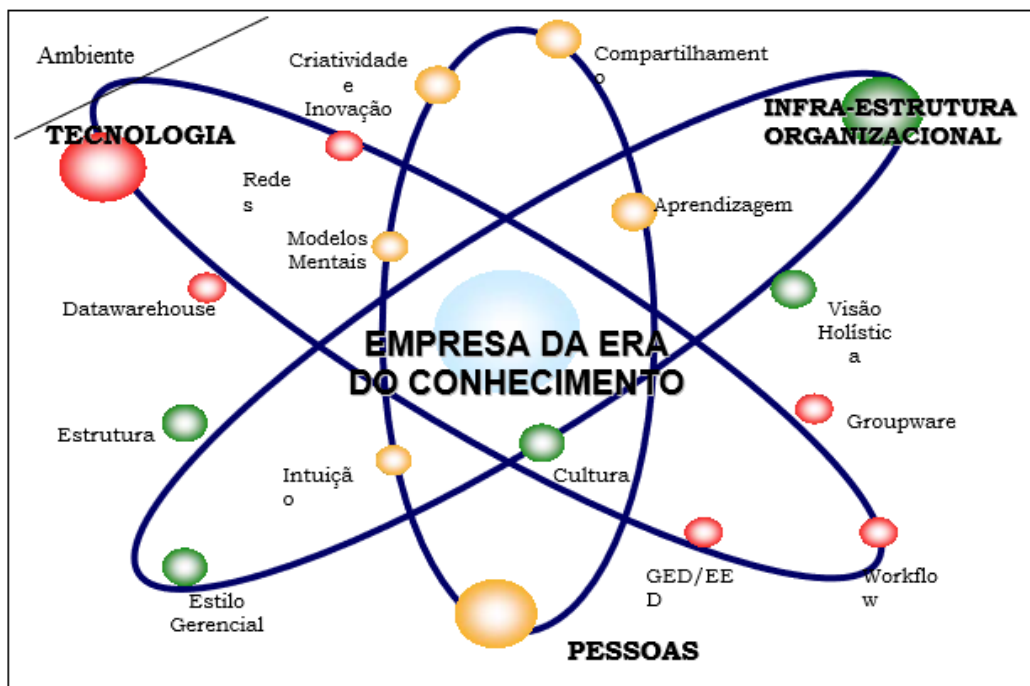 Ambiente
TECNOLOGIA
Criatividade
e
Inovação
Compartilhament
o
INFRA-ESTRUTURA
ORGANIZACIONAL
Rede
s
Aprendizagem
Modelos
Mentais
Datawarehouse
Visão
Holístic
a
EMPRESA DA ERA
DO CONHECIMENTO
Estrutura
Groupware
Intuiçã
o
Cultura
GED/EE
D
Workflo
w
Estilo
Gerencial
PESSOAS